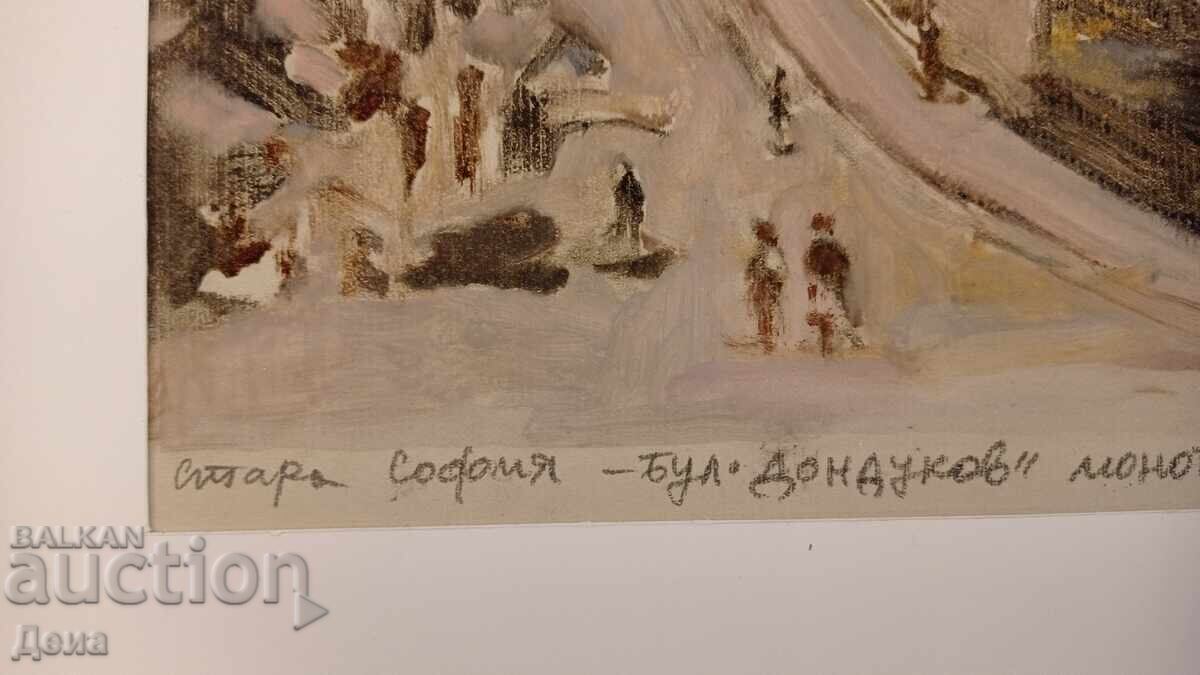 стара София – бул. Дондуков" моно
BALKAN
auction
Деиа